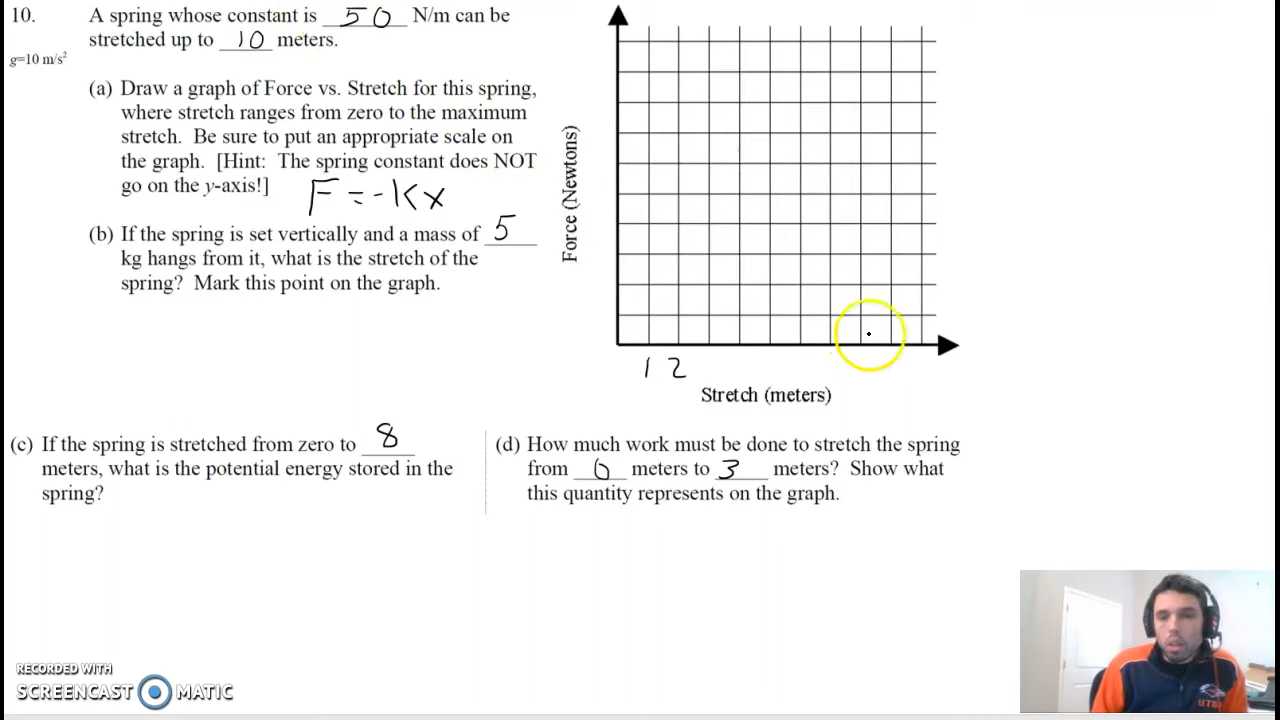 10. A spring whose constant is 50 N/m can be
stretched up to 10 meters.
g=10 m/s²
(a) Draw a graph of Force vs. Stretch for this spring,
where stretch ranges from zero to the maximum
stretch. Be sure to put an appropriate scale on
the graph. [Hint: The spring constant does NOT
go on the y-axis!]
F = -Kx
(b) If the spring is set vertically and a mass of 5
kg hangs from it, what is the stretch of the
spring? Mark this point on the graph.
Force (Newtons)
1 2
Stretch (meters)
(c) If the spring is stretched from zero to 8
meters, what is the potential energy stored in the
spring?
(d) How much work must be done to stretch the spring
from 0 meters to 3 meters? Show what
this quantity represents on the graph.
RECORDED WITH
SCREENCAST MATIC
UTSA